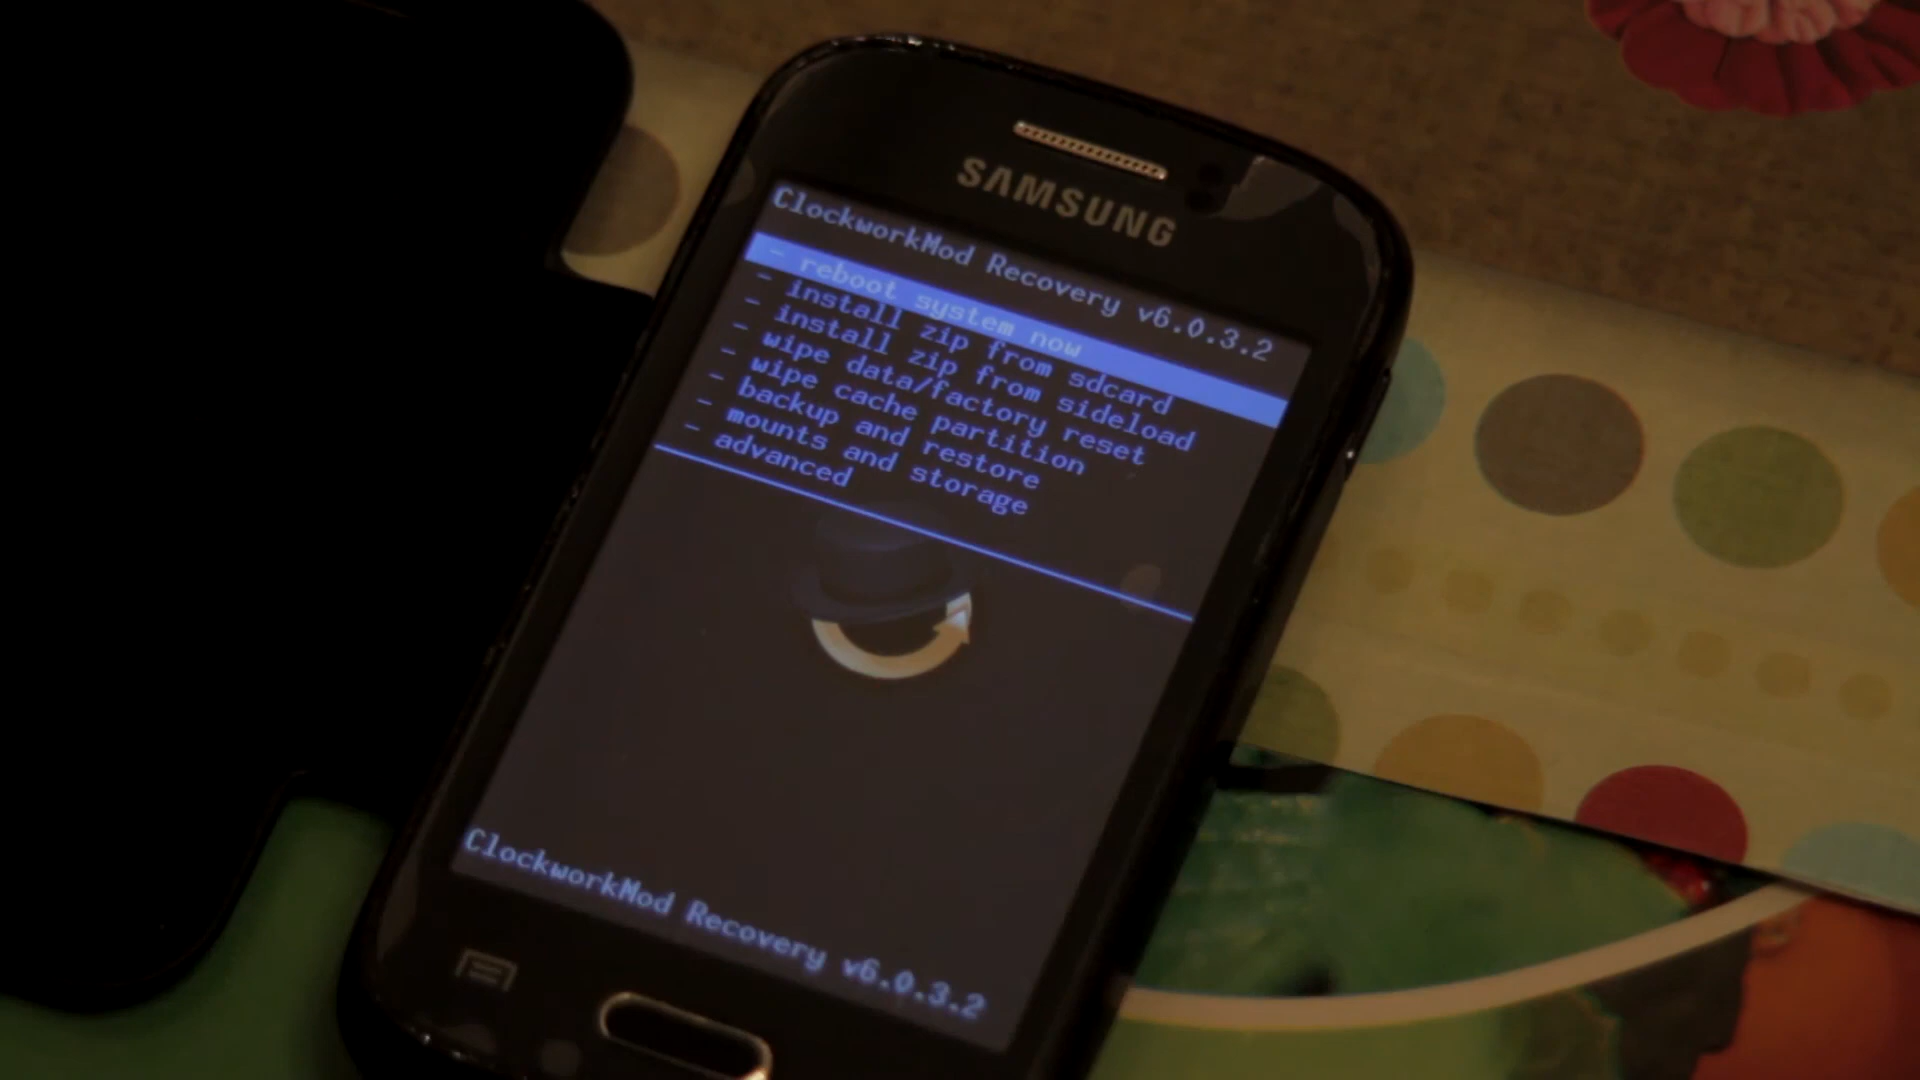 SAMSUNG
ClockworkMod Recovery v6.0.3.2
- reboot system now
- install zip from sdcard
- install zip from sideload
- wipe data/factory reset
- wipe cache partition
- backup and restore
- mounts and storage
- advanced
ClockworkMod Recovery v6.0.3.2